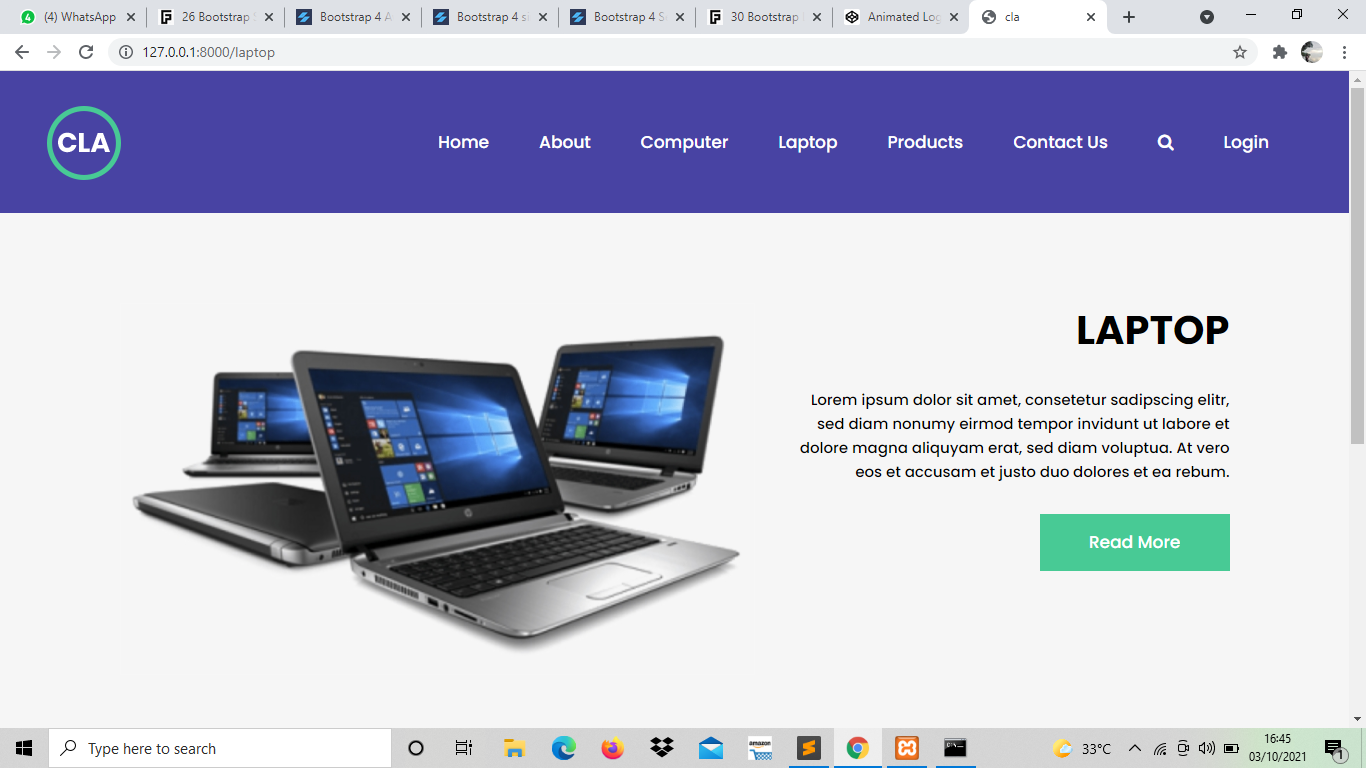 (4) WhatsApp
26 Bootstrap
Bootstrap 4 A
Bootstrap 4 si
Bootstrap 4 Se
30 Bootstrap
Animated Log
cla
127.0.0.1:8000/laptop
CLA
Home
About
Computer
Laptop
Products
Contact Us
Login
LAPTOP
Lorem ipsum dolor sit amet, consetetur sadipscing elitr,
sed diam nonumy eirmod tempor invidunt ut labore et
dolore magna aliquyam erat, sed diam voluptua. At vero
eos et accusam et justo duo dolores et ea rebum.
Read More
Type here to search
amazon
33°C
16:45
03/10/2021
1